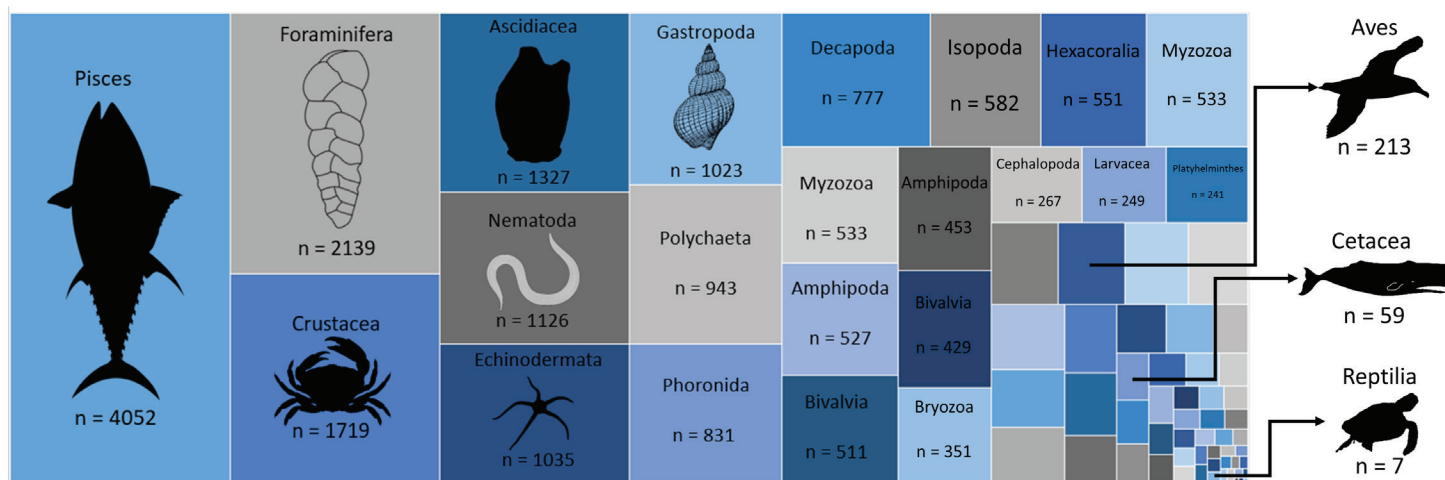 Pisces
n = 4052
Foraminifera
n = 2139
Crustacea
n = 1719
Ascidiacea
n = 1327
Nematoda
n = 1126
Echinodermata
n = 1035
Gastropoda
n = 1023
Polychaeta
n = 943
Phoronida
n = 831
Decapoda
n = 777
Isopoda
n = 582
Hexacoralia
n = 551
Myzozoa
n = 533
Myzozoa
n = 533
Amphipoda
n = 527
Bivalvia
n = 511
Amphipoda
n = 453
Bivalvia
n = 429
Bryozoa
n = 351
Cephalopoda
n = 267
Larvacea
n = 249
Platyhelminthes
n = 241
Aves
n = 213
Cetacea
n = 59
Reptilia
n = 7